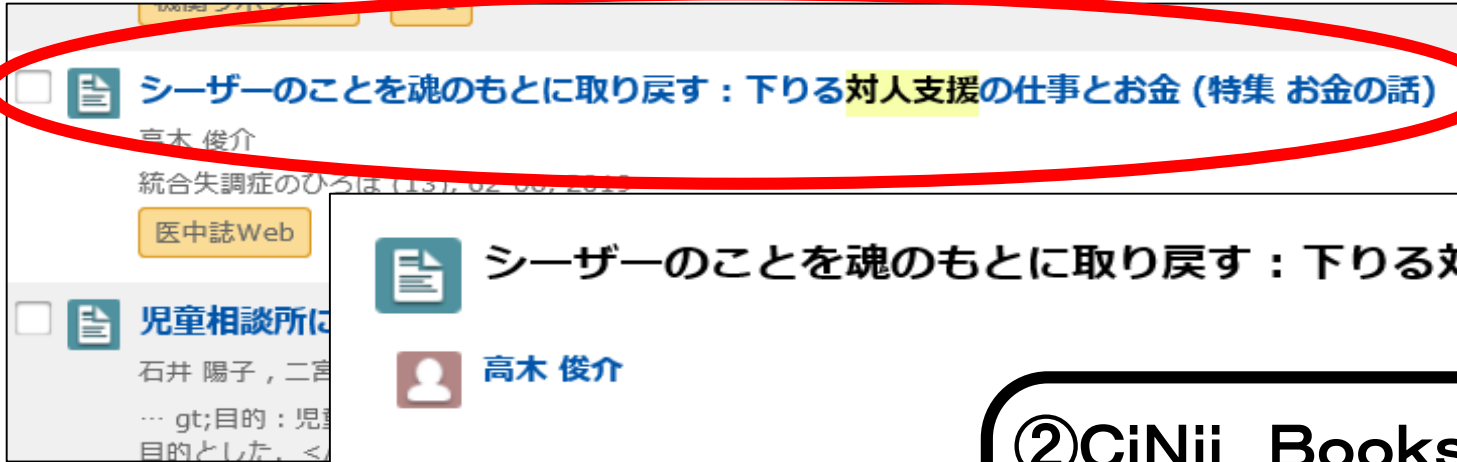 シーザーのことを魂のもとに取り戻す：下りる対人支援の仕事とお金 (特集 お金の話)
高木 俊介
統合失調症のひろば (13),
医中誌Web
シーザーのことを魂のもとに取り戻す：下りる対
高木 俊介
児童相談所に
石井 陽子 , 二宮
… gt;目的：児童
目的とした。</
②CiNii Books